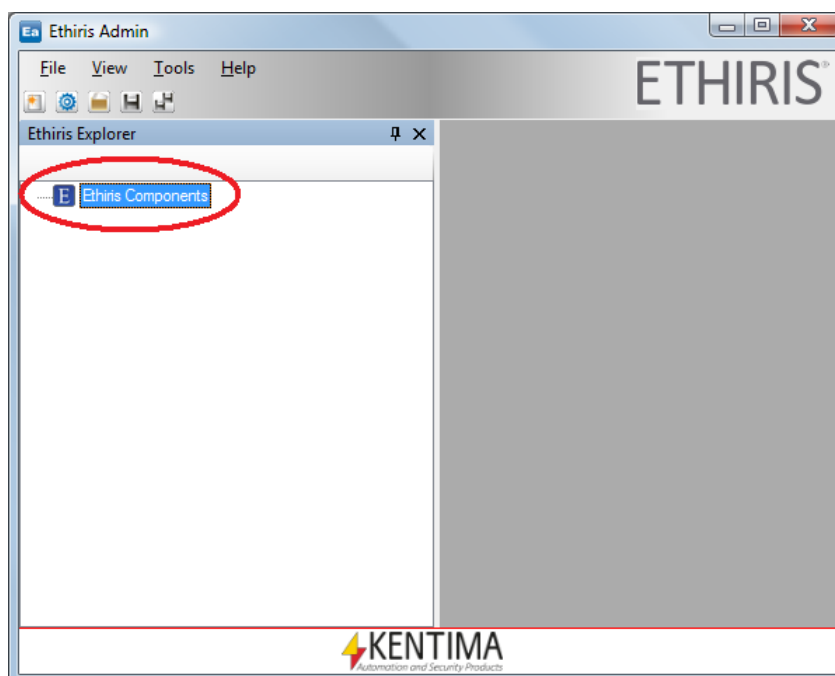 Ea Ethiris Admin
File View Tools Help
ETHIRIS®
Ethiris Explorer
E Ethiris Components
KENTIMA
Automation and Security Products